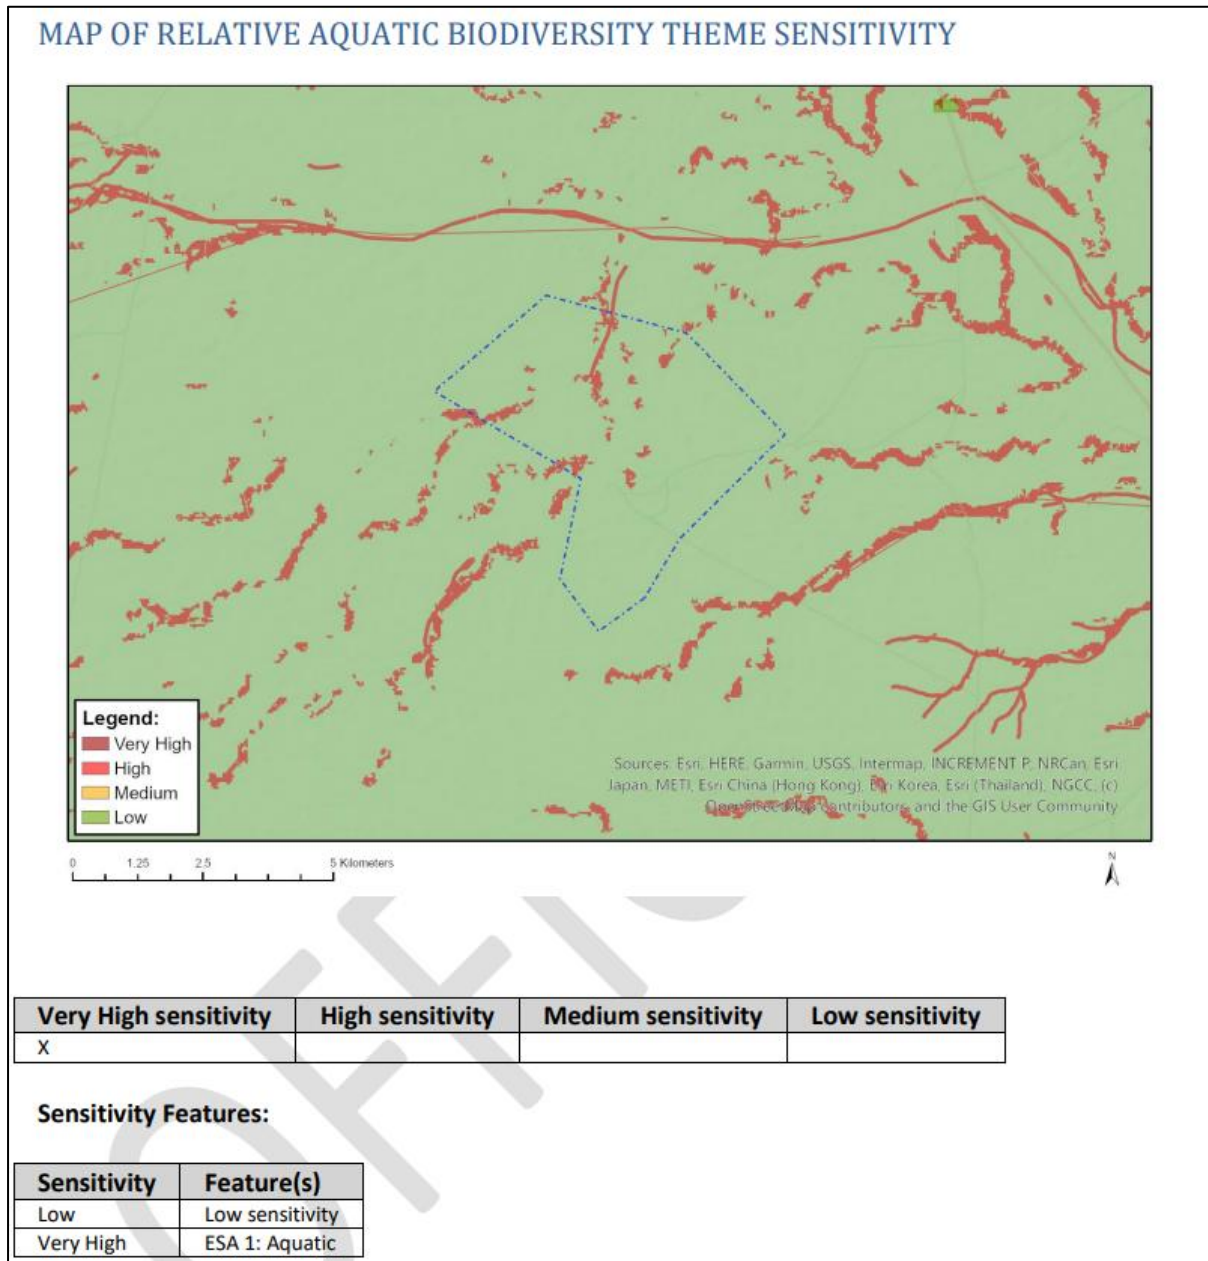 MAP OF RELATIVE AQUATIC BIODIVERSITY THEME SENSITIVITY
Legend:
Very High
High
Medium
Low
Sources: Esri, HERE, Garmin, USGS, Intermap, INCREMENT P, NRCan, Esri
Japan, METI, Esri China (Hong Kong), Esri Korea, Esri (Thailand), NGCC, (c)
OpenStreetMap contributors, and the GIS User Community
0 1.25 2.5 5 Kilometers
N
Very High sensitivity High sensitivity Medium sensitivity Low sensitivity
X
Sensitivity Features:
Sensitivity Feature(s)
Low Low sensitivity
Very High ESA 1: Aquatic